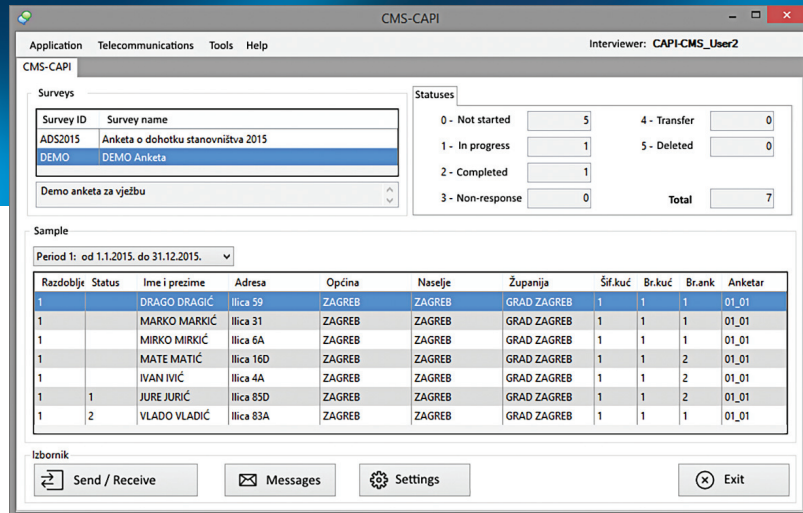 CMS-CAPI
Application Telecommunications Tools Help Interviewer: CAPI-CMS_User2
CMS-CAPI
Surveys
Survey ID Survey name
ADS2015 Anketa o dohotku stanovništva 2015
DEMO DEMO Anketa
Demo anketa za vježbu
Statuses
0 - Not started 5 4 - Transfer 0
1 - In progress 1 5 - Deleted 0
2 - Completed 1
3 - Non-response 0 Total 7
Sample
Period 1: od 1.1.2015. do 31.12.2015.
Razdoblje Status Ime i prezime Adresa Općina Naselje Županija Šif.kuć Br.kuć Br.ank Anketar
1 DRAGO DRAGIĆ Ilica 59 ZAGREB ZAGREB GRAD ZAGREB 1 1 1 01_01
1 MARKO MARKIĆ Ilica 31 ZAGREB ZAGREB GRAD ZAGREB 1 1 1 01_01
1 MIRKO MIRKIĆ Ilica 6A ZAGREB ZAGREB GRAD ZAGREB 1 1 1 01_01
1 MATE MATIĆ Ilica 16D ZAGREB ZAGREB GRAD ZAGREB 1 1 2 01_01
1 IVAN IVIĆ Ilica 4A ZAGREB ZAGREB GRAD ZAGREB 1 1 2 01_01
1 1 JURE JURIĆ Ilica 85D ZAGREB ZAGREB GRAD ZAGREB 1 1 2 01_01
1 2 VLADO VLADIĆ Ilica 83A ZAGREB ZAGREB GRAD ZAGREB 1 1 1 01_01
Izbornik
Send / Receive Messages Settings Exit